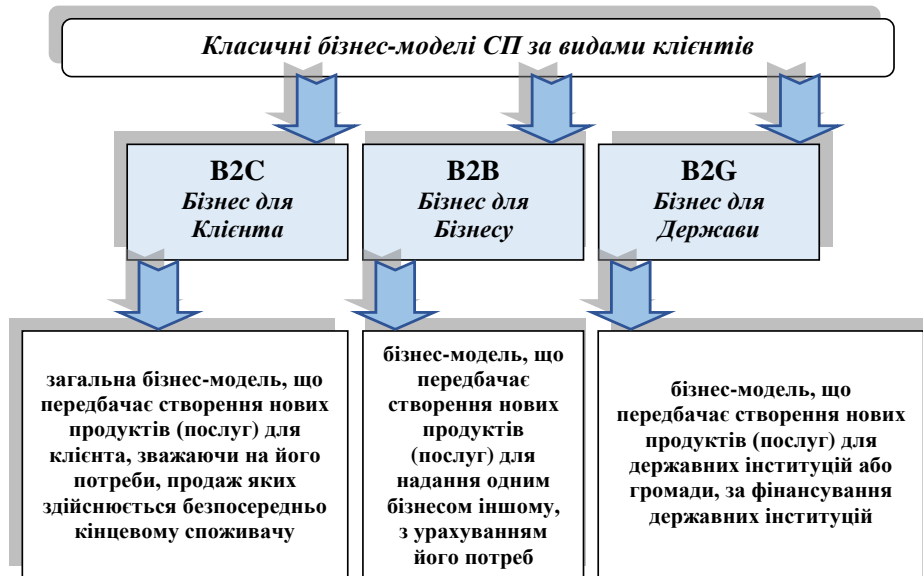 Класичні бізнес-моделі СП за видами клієнтів
B2C
Бізнес для
Клієнта
B2B
Бізнес для
Бізнесу
B2G
Бізнес для
Держави
загальна бізнес-модель, що
передбачає створення нових
продуктів (послуг) для
клієнта, зважаючи на його
потреби, продаж яких
здійснюється безпосередньо
кінцевому споживачу
бізнес-модель, що
передбачає
створення нових
продуктів
(послуг) для
надання одним
бізнесом іншому,
з урахуванням
його потреб
бізнес-модель, що
передбачає створення нових
продуктів (послуг) для
державних інституцій або
громади, за фінансування
державних інституцій